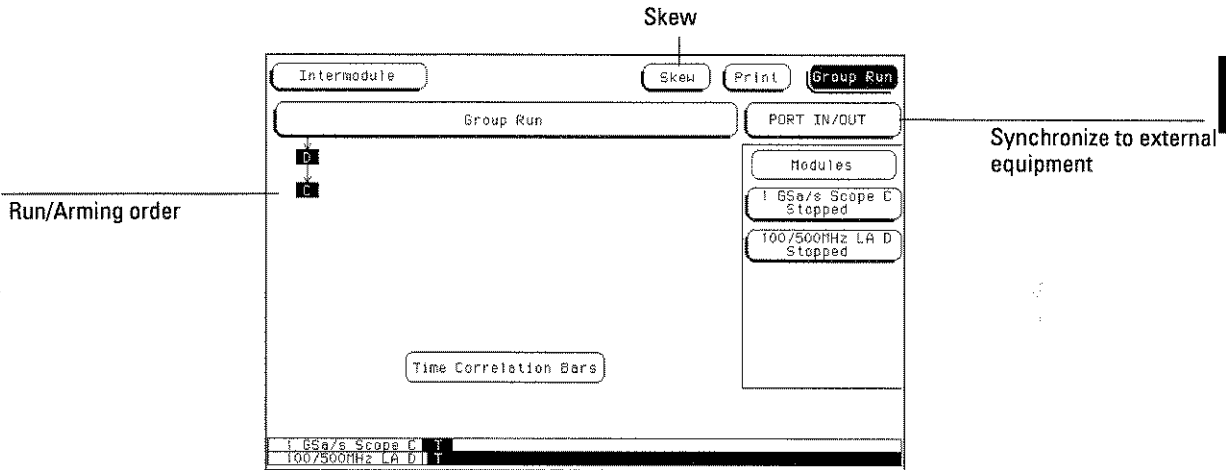 Skew
Intermodule Skew Print Group Run
Group Run PORT IN/OUT
Synchronize to external
equipment
D
Modules
C
1 GSa/s Scope C
Stopped
Run/Arming order
100/500MHz LA D
Stopped
Time Correlation Bars
1 GSa/s Scope C T
100/500MHz LA D T